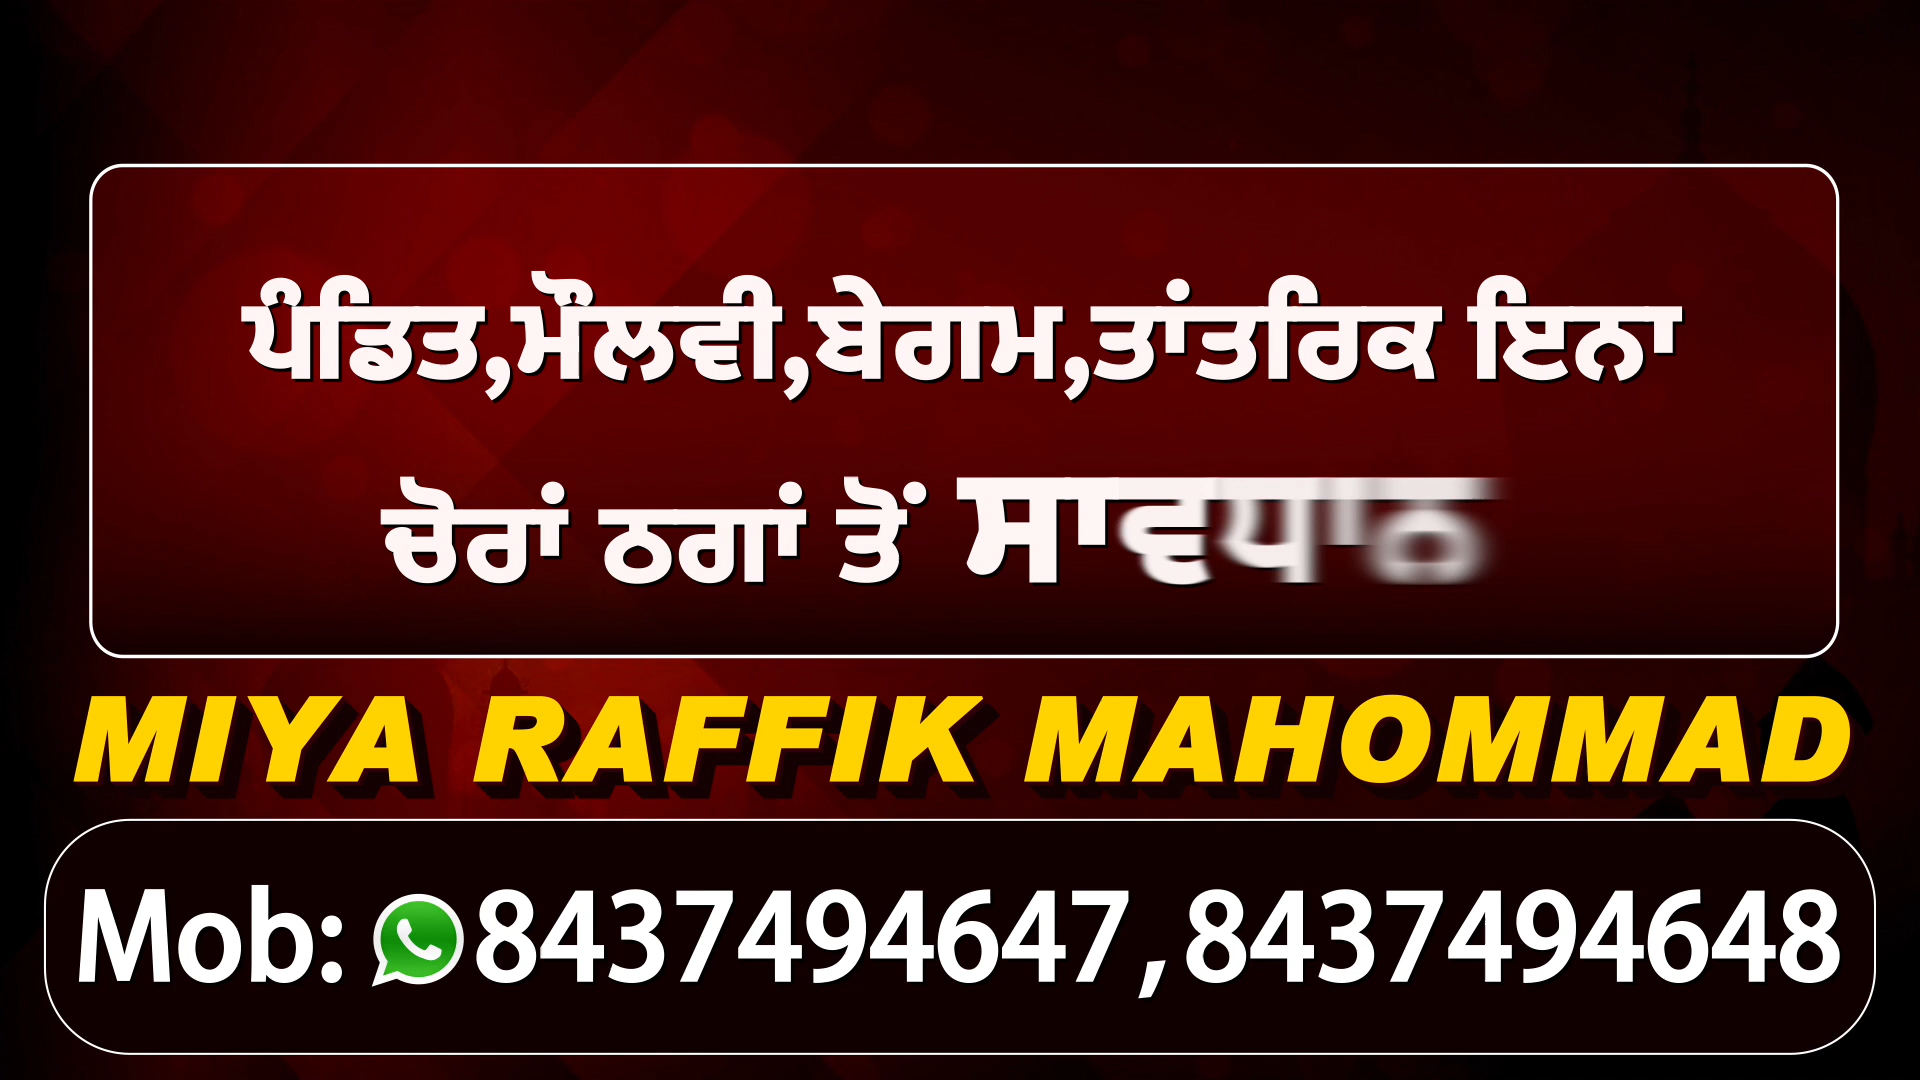 ਪੰਡਿਤ,ਮੌਲਵੀ,ਬੇਗਮ,ਤਾਂਤਰਿਕ ਇਨਾ
ਚੋਰਾਂ ਠਗਾਂ ਤੋਂ
MIYA RAFFIK MAHOMMAD
Mob: 8437494647, 8437494648